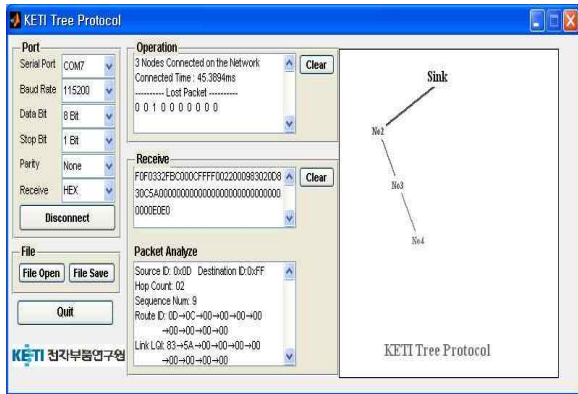 KETI Tree Protocol
Port
Serial Port COM7
Baud Rate 115200
Data Bit 8 Bit
Stop Bit 1 Bit
Parity None
Receive HEX
Disconnect
File
File Open File Save
Quit
KETI 전자부품연구원
Operation
3 Nodes Connected on the Network
Connected Time : 45.3894ms
---------- Lost Packet ----------
0 0 1 0 0 0 0 0 0 0
Clear
Receive
F0F0332FBC000CFFFF0022000983020D8
30C5A0000000000000000000000000000
0000E0E0
Clear
Packet Analyze
Source ID: 0x0D Destination ID:0xFF
Hop Count: 02
Sequence Num: 9
Route ID: 0D→0C→00→00→00→00
→00→00→00→00
Link LQI: 83→5A→00→00→00→00
→00→00→00→00
Sink
No2
No3
No4
KETI Tree Protocol